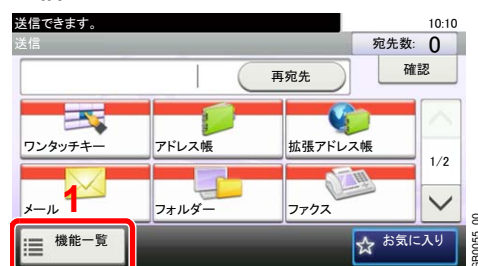 送信できます。
10:10
送信
宛先数: 0
再宛先
確認
ワンタッチキー
アドレス帳
拡張アドレス帳
1/2
メール
1
フォルダー
ファクス
機能一覧
お気に入り
GB0055_00